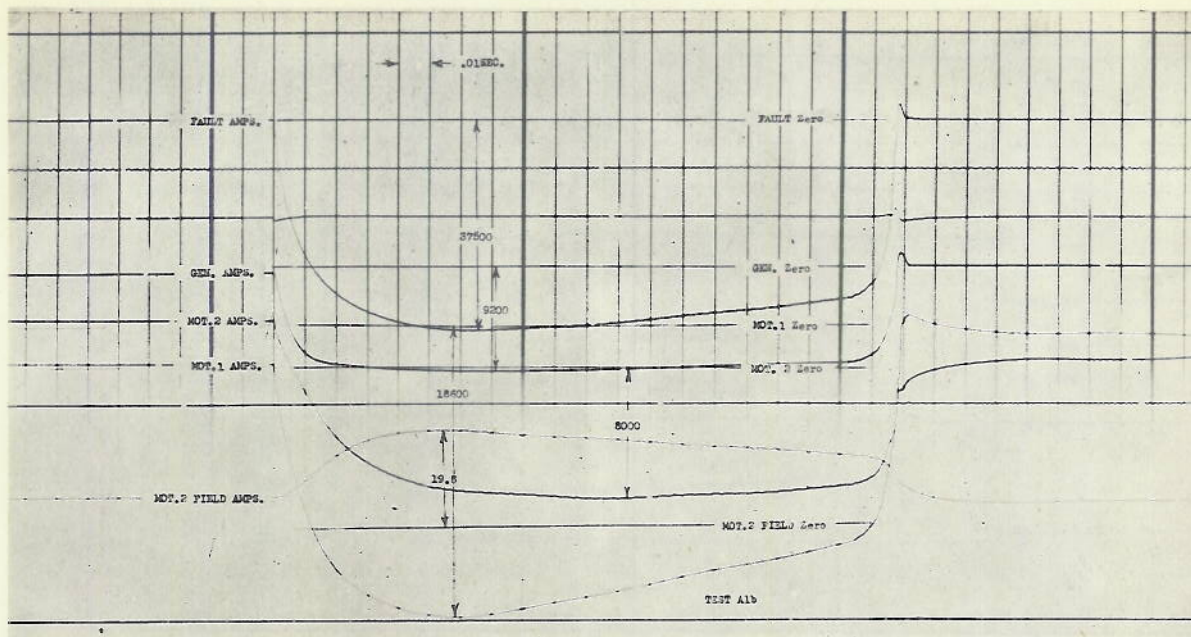 .01SEC.
FAULT AMPS.
FAULT Zero
37500
GEN. AMPS.
GEN. Zero
9200
MOT.2 AMPS.
MOT.1 Zero
MOT.1 AMPS.
MOT. 2 Zero
18600
8000
19.8
MOT.2 FIELD AMPS.
MOT.2 FIELD Zero
TEST A1b